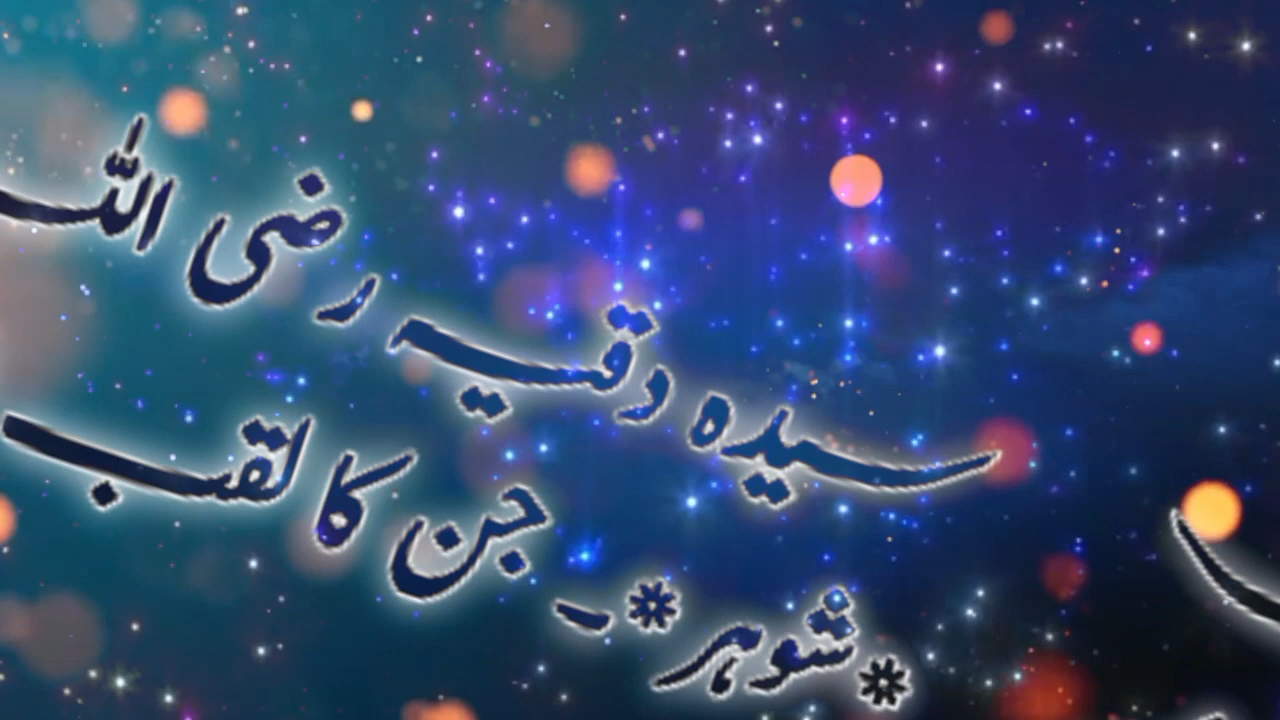 سیدہ رقیہ رضی اللہ
*شوہر*۔ جن کا لقب